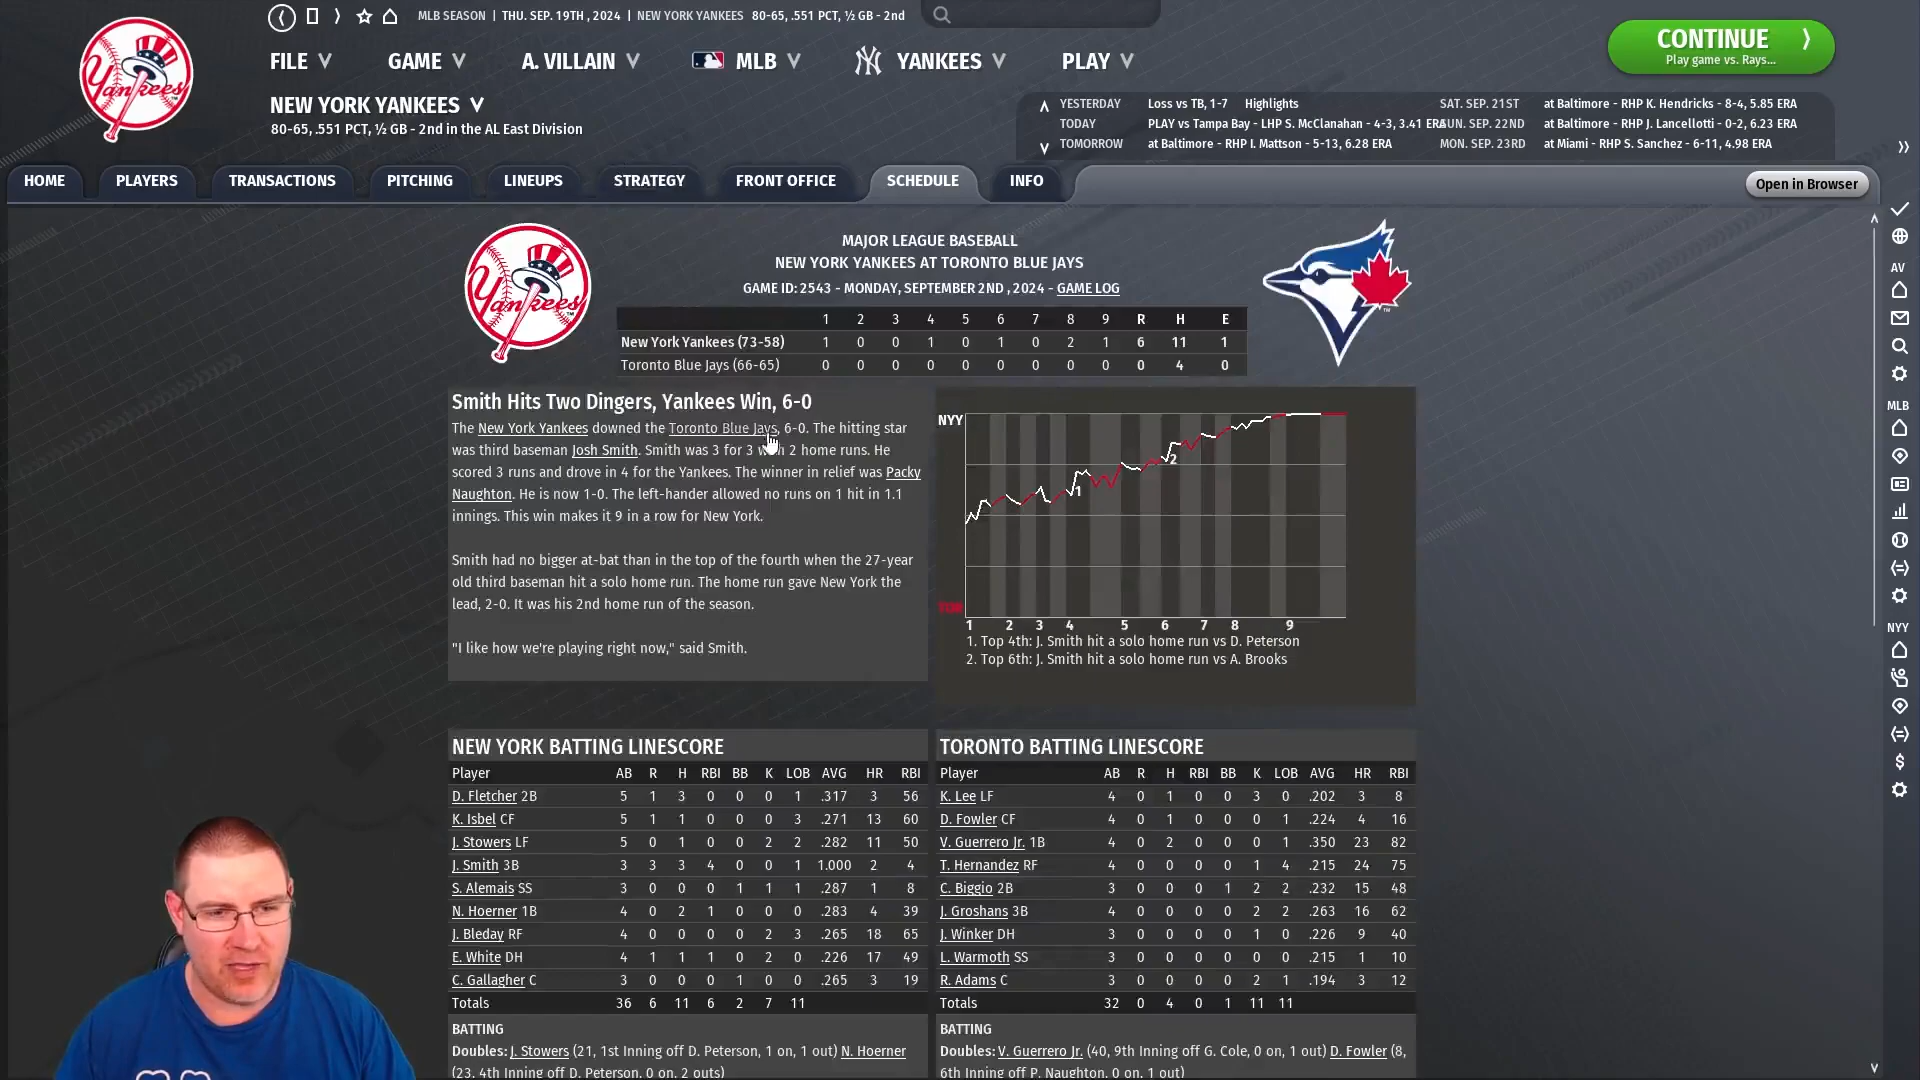 MLB SEASON | THU. SEP. 19TH , 2024 | NEW YORK YANKEES 80-65, .551 PCT, ½ GB - 2nd
FILE GAME A. VILLAIN MLB YANKEES PLAY
CONTINUE
Play game vs. Rays...
Yankees
NEW YORK YANKEES
80-65, .551 PCT, ½ GB - 2nd in the AL East Division
YESTERDAY Loss vs TB, 1-7 Highlights SAT. SEP. 21ST at Baltimore - RHP K. Hendricks - 8-4, 5.85 ERA
TODAY PLAY vs Tampa Bay - LHP S. McClanahan - 4-3, 3.41 ERA SUN. SEP. 22ND at Baltimore - RHP J. Lancellotti - 0-2, 6.23 ERA
TOMORROW at Baltimore - RHP I. Mattson - 5-13, 6.28 ERA MON. SEP. 23RD at Miami - RHP S. Sanchez - 6-11, 4.98 ERA
HOME PLAYERS TRANSACTIONS PITCHING LINEUPS STRATEGY FRONT OFFICE SCHEDULE INFO Open in Browser
Yankees
MAJOR LEAGUE BASEBALL
NEW YORK YANKEES AT TORONTO BLUE JAYS
GAME ID: 2543 - MONDAY, SEPTEMBER 2ND , 2024 - GAME LOG
1 2 3 4 5 6 7 8 9 R H E
New York Yankees (73-58) 1 0 0 1 0 1 0 2 1 6 11 1
Toronto Blue Jays (66-65) 0 0 0 0 0 0 0 0 0 0 4 0
Smith Hits Two Dingers, Yankees Win, 6-0
The New York Yankees downed the Toronto Blue Jays, 6-0. The hitting star
was third baseman Josh Smith. Smith was 3 for 3 with 2 home runs. He
scored 3 runs and drove in 4 for the Yankees. The winner in relief was Packy
Naughton. He is now 1-0. The left-hander allowed no runs on 1 hit in 1.1
innings. This win makes it 9 in a row for New York.
Smith had no bigger at-bat than in the top of the fourth when the 27-year
old third baseman hit a solo home run. The home run gave New York the
lead, 2-0. It was his 2nd home run of the season.
"I like how we're playing right now," said Smith.
NYY
1
2
TOR
1 2 3 4 5 6 7 8 9
1. Top 4th: J. Smith hit a solo home run vs D. Peterson
2. Top 6th: J. Smith hit a solo home run vs A. Brooks
NEW YORK BATTING LINESCORE
Player AB R H RBI BB K LOB AVG HR RBI
D. Fletcher 2B 5 1 3 0 0 0 1 .317 3 56
K. Isbel CF 5 1 1 0 0 0 3 .271 13 60
J. Stowers LF 5 0 1 0 0 2 2 .282 11 50
J. Smith 3B 3 3 3 4 0 0 1 1.000 2 4
S. Alemais SS 3 0 0 0 1 1 1 .287 1 8
N. Hoerner 1B 4 0 2 1 0 0 0 .283 4 39
J. Bleday RF 4 0 0 0 0 2 3 .265 18 65
E. White DH 4 1 1 1 0 2 0 .226 17 49
C. Gallagher C 3 0 0 0 1 0 0 .265 3 19
Totals 36 6 11 6 2 7 11
BATTING
Doubles: J. Stowers (21, 1st Inning off D. Peterson, 1 on, 1 out) N. Hoerner
(23, 4th Inning off D. Peterson, 0 on, 2 outs)
TORONTO BATTING LINESCORE
Player AB R H RBI BB K LOB AVG HR RBI
K. Lee LF 4 0 1 0 0 3 0 .202 3 8
D. Fowler CF 4 0 1 0 0 0 1 .224 4 16
V. Guerrero Jr. 1B 4 0 2 0 0 0 1 .350 23 82
T. Hernandez RF 4 0 0 0 0 1 4 .215 24 75
C. Biggio 2B 3 0 0 0 1 2 2 .232 15 48
J. Groshans 3B 4 0 0 0 0 2 2 .263 16 62
J. Winker DH 3 0 0 0 0 1 0 .226 9 40
L. Warmoth SS 3 0 0 0 0 0 0 .215 1 10
R. Adams C 3 0 0 0 0 2 1 .194 3 12
Totals 32 0 4 0 1 11 11
BATTING
Doubles: V. Guerrero Jr. (40, 9th Inning off G. Cole, 0 on, 1 out) D. Fowler (8,
6th Inning off P. Naughton, 0 on, 1 out)
AV
MLB
NYY